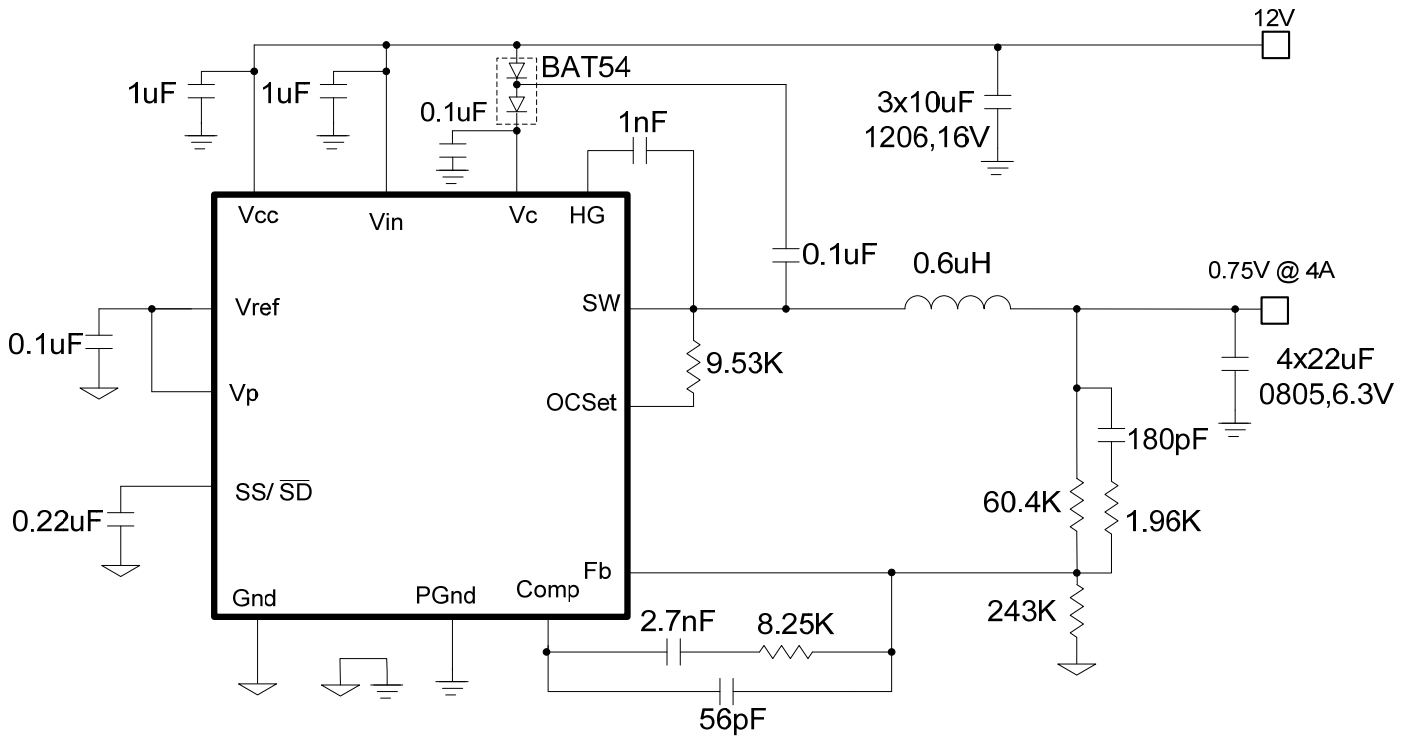 12V
BAT54
1uF
1uF
0.1uF
3x10uF
1206,16V
1nF
Vcc
Vin
Vc
HG
0.1uF
0.6uH
0.75V @ 4A
Vref
SW
0.1uF
9.53K
4x22uF
0805,6.3V
Vp
OCSet
180pF
SS/ SD
0.22uF
60.4K
1.96K
Fb
Gnd
PGnd
Comp
2.7nF
8.25K
243K
56pF